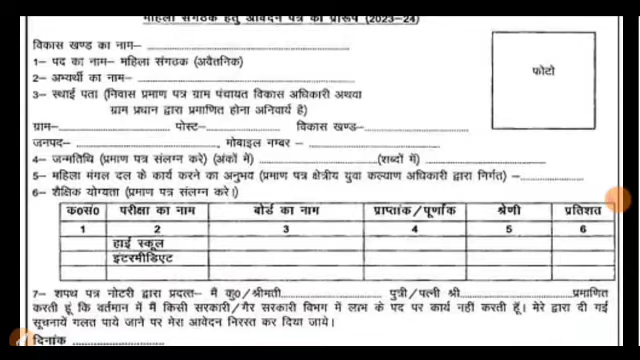 महिला संगठक हेतु आवेदन पत्र का प्रारूप (2023-24)
विकास खण्ड का नाम–
फोटो
1– पद का नाम– महिला संगठक (अवैतनिक)
2– अभ्यर्थी का नाम –
3– स्थाई पता (निवास प्रमाण पत्र ग्राम पंचायत विकास अधिकारी अथवा
ग्राम प्रधान द्वारा प्रमाणित होना अनिवार्य है)
ग्राम– पोस्ट– विकास खण्ड–
जनपद– , मोबाइल नम्बर –
4– जन्मतिथि (प्रमाण पत्र संलग्न करे) (अंकों में) (शब्दों में)
5– महिला मंगल दल के कार्य करने का अनुभव (प्रमाण पत्र क्षेत्रीय युवा कल्याण अधिकारी द्वारा निर्गत) –
6– शैक्षिक योग्यता (प्रमाण पत्र संलग्न करे।)
क०सं० परीक्षा का नाम बोर्ड का नाम प्राप्तांक/पूर्णांक श्रेणी प्रतिशत
1 2 3 4 5 6
हाई स्कूल
इंटरमीडिएट
7– शपथ पत्र नोटरी द्वारा प्रदत्त– मैं कु०/श्रीमती पुत्री/पत्नी श्री प्रमाणित
करती हूं कि वर्तमान में मैं किसी सरकारी/गैर सरकारी विभाग में लाभ के पद पर कार्य नहीं करती हूँ। मेरे द्वारा दी गई
सूचनायें गलत पाये जाने पर मेरा आवेदन निरस्त कर दिया जाये।
दिनांक